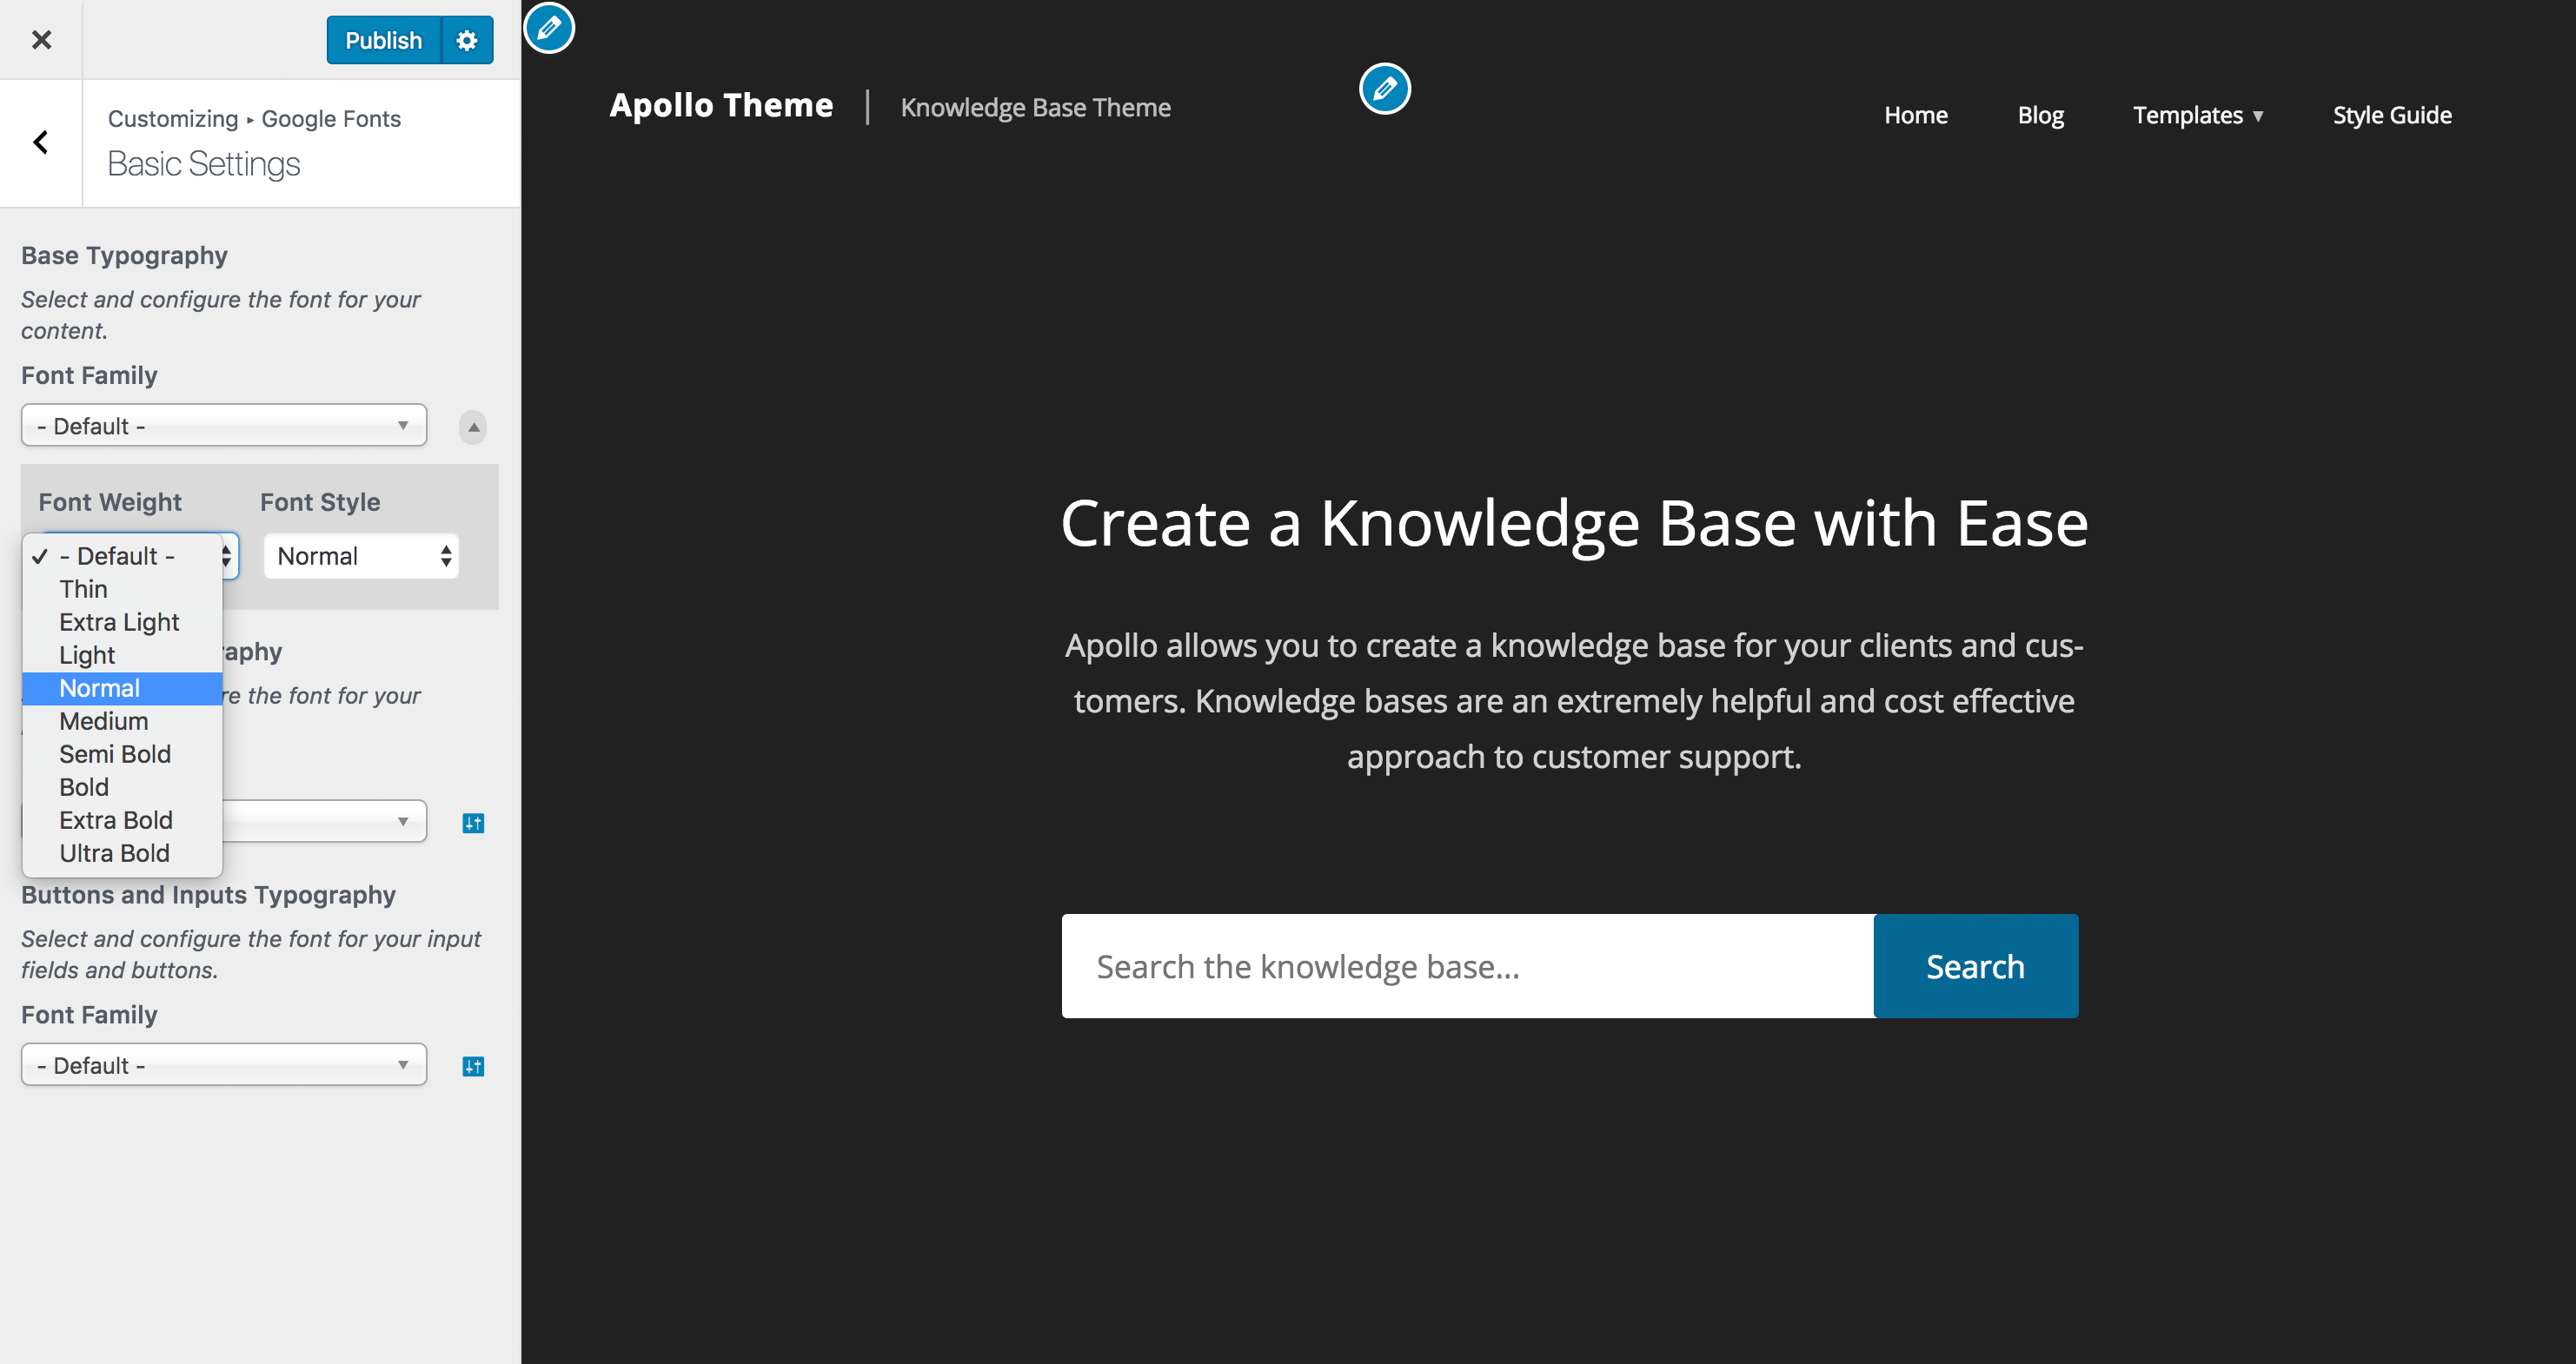 Publish
Customizing ▸ Google Fonts
Basic Settings
Base Typography
Select and configure the font for your
content.
Font Family
- Default -
Font Weight
Font Style
Normal
✓ - Default -
Thin
Extra Light
Light
Normal
Medium
Semi Bold
Bold
Extra Bold
Ultra Bold
the font for your
Buttons and Inputs Typography
Select and configure the font for your input
fields and buttons.
Font Family
- Default -
Apollo Theme | Knowledge Base Theme
Home
Blog
Templates ▾
Style Guide
Create a Knowledge Base with Ease
Apollo allows you to create a knowledge base for your clients and cus-
tomers. Knowledge bases are an extremely helpful and cost effective
approach to customer support.
Search the knowledge base...
Search